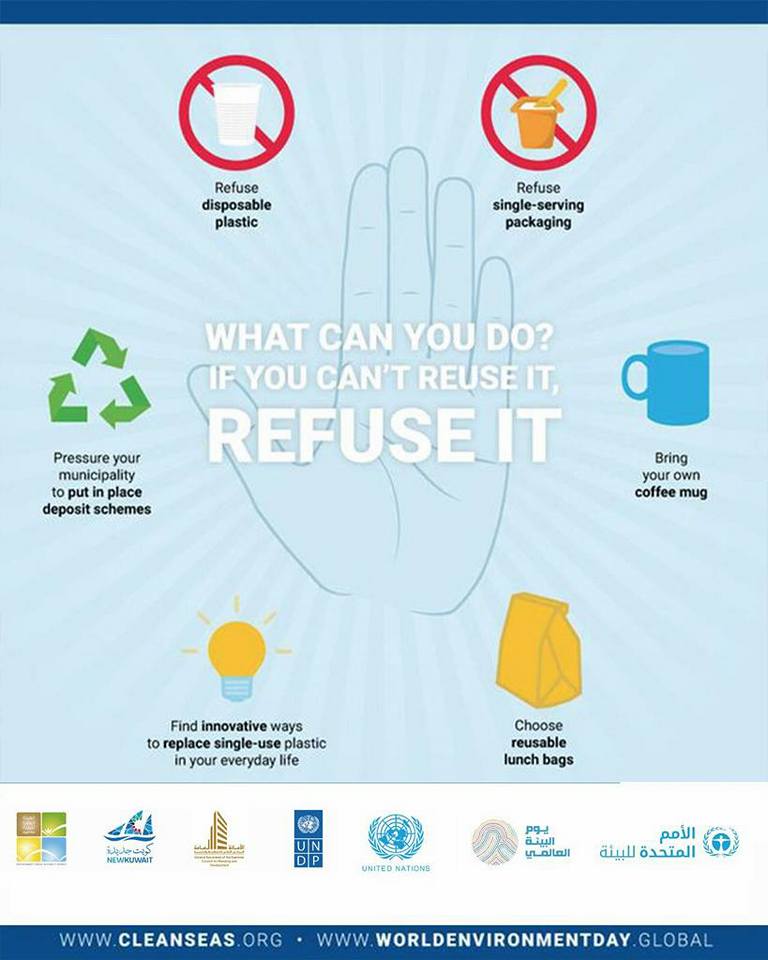 Refuse
disposable
plastic
Refuse
single-serving
packaging
WHAT CAN YOU DO?
IF YOU CAN'T REUSE IT,
REFUSE IT
Pressure your
municipality
to put in place
deposit schemes
Bring
your own
coffee mug
Find innovative ways
to replace single-use plastic
in your everyday life
Choose
reusable
lunch bags
كويت جديدة
NEWKUWAIT
الأمانة العامة
U N
D P
UNITED NATIONS
يوم
البيئة
العالمي
الأمم
المتحدة للبيئة
WWW.CLEANSEAS.ORG • WWW.WORLDENVIRONMENTDAY.GLOBAL